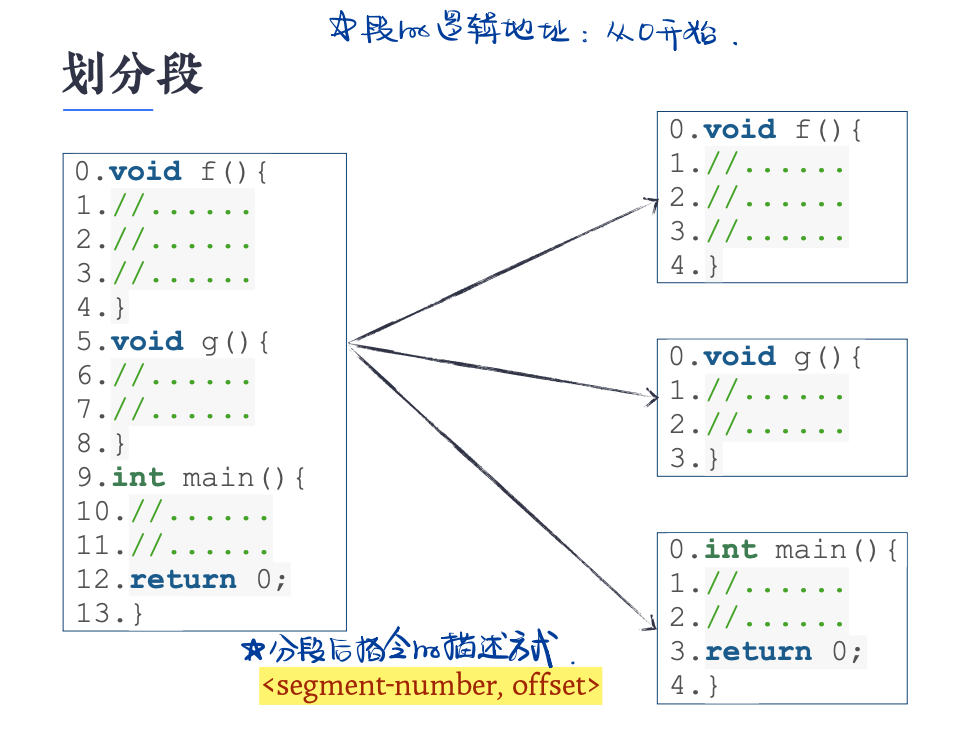 ☆段的逻辑地址：从0开始.
划分段
0.void f(){
1.//......
2.//......
3.//......
4.}
5.void g(){
6.//......
7.//......
8.}
9.int main(){
10.//......
11.//......
12.return 0;
13.}
0.void f(){
1.//......
2.//......
3.//......
4.}
0.void g(){
1.//......
2.//......
3.}
0.int main(){
1.//......
2.//......
3.return 0;
4.}
☆分段后指令的描述方式.
<segment-number, offset>